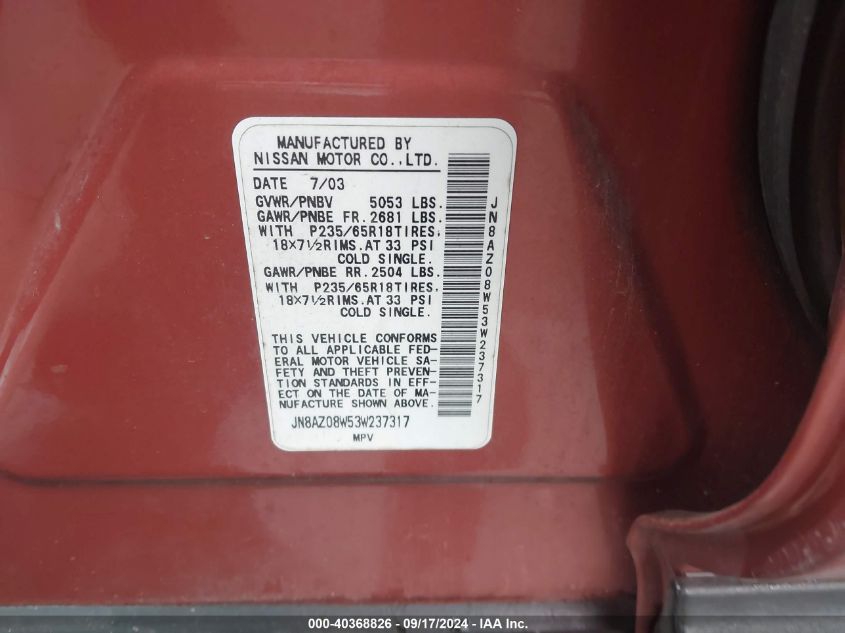 MANUFACTURED BY
NISSAN MOTOR CO.,LTD.
DATE 7/03
GVWR/PNBV 5053 LBS.
GAWR/PNBE FR. 2681 LBS.
WITH P235/65R18TIRES.
18X7½RIMS.AT 33 PSI
COLD SINGLE.
GAWR/PNBE RR. 2504 LBS.
WITH P235/65R18TIRES.
18X7½RIMS.AT 33 PSI
COLD SINGLE.
THIS VEHICLE CONFORMS
TO ALL APPLICABLE FED-
ERAL MOTOR VEHICLE SA-
FETY AND THEFT PREVEN-
TION STANDARDS IN EFF-
ECT ON THE DATE OF MA-
NUFACTURE SHOWN ABOVE.
JN8AZ08W53W237317
MPV
JN8AZ08W53W237317
000-40368826 - 09/17/2024 - IAA Inc.